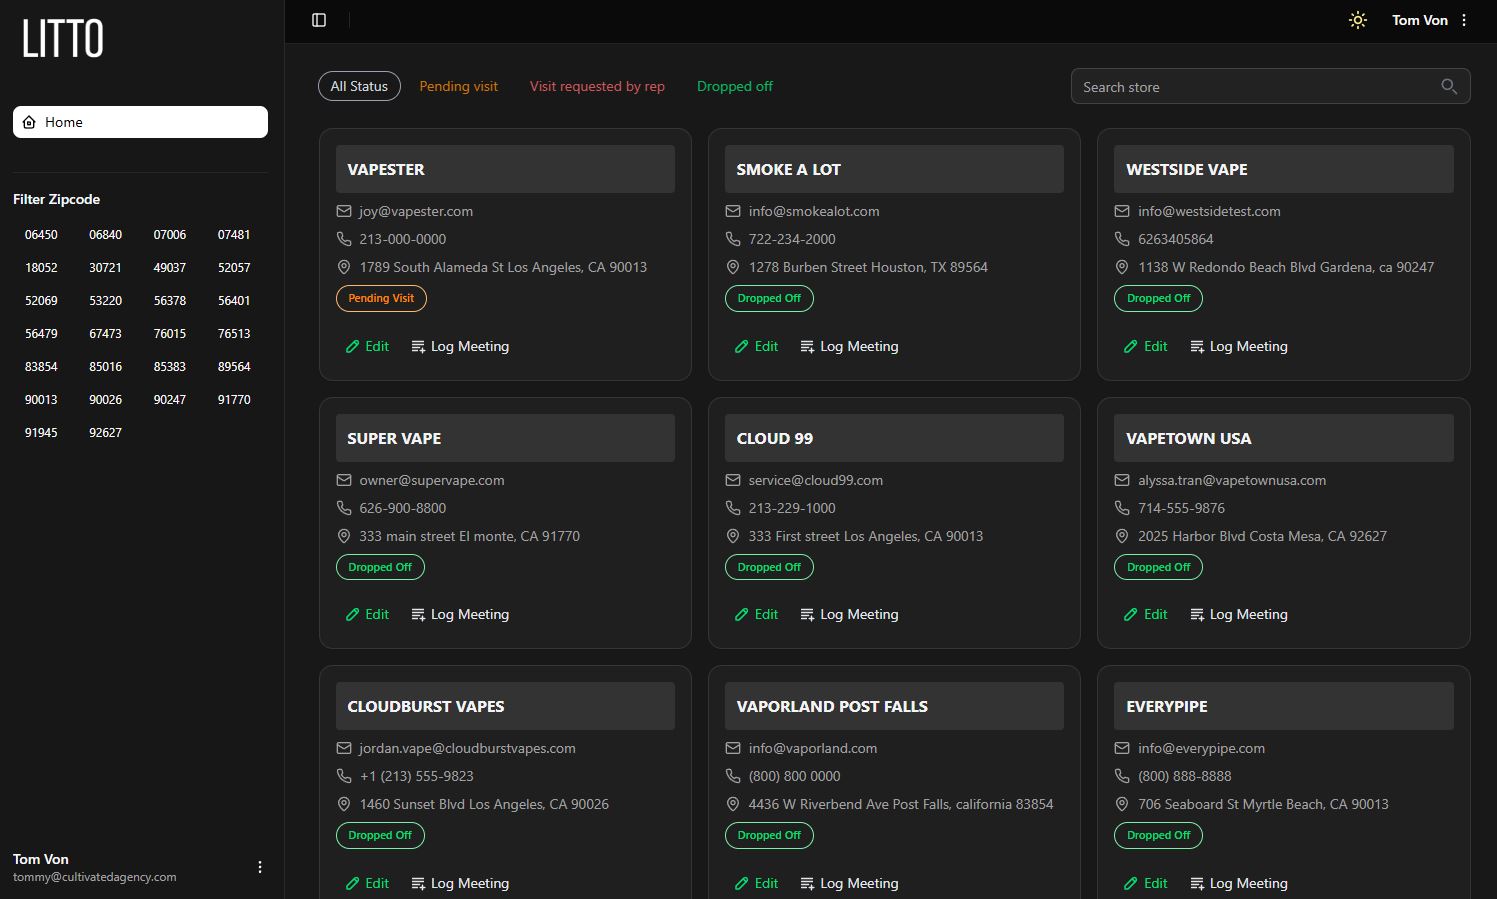 LITTO
Home
Filter Zipcode
06450 06840 07006 07481
18052 30721 49037 52057
52069 53220 56378 56401
56479 67473 76015 76513
83854 85016 85383 89564
90013 90026 90247 91770
91945 92627
Tom Von
tommy@cultivatedagency.com
Tom Von
All Status Pending visit Visit requested by rep Dropped off
Search store
VAPESTER
joy@vapester.com
213-000-0000
1789 South Alameda St Los Angeles, CA 90013
Pending Visit
Edit Log Meeting
SMOKE A LOT
info@smokealot.com
722-234-2000
1278 Burben Street Houston, TX 89564
Dropped Off
Edit Log Meeting
WESTSIDE VAPE
info@westsidetest.com
6263405864
1138 W Redondo Beach Blvd Gardena, ca 90247
Dropped Off
Edit Log Meeting
SUPER VAPE
owner@supervape.com
626-900-8800
333 main street El monte, CA 91770
Dropped Off
Edit Log Meeting
CLOUD 99
service@cloud99.com
213-229-1000
333 First street Los Angeles, CA 90013
Dropped Off
Edit Log Meeting
VAPETOWN USA
alyssa.tran@vapetownusa.com
714-555-9876
2025 Harbor Blvd Costa Mesa, CA 92627
Dropped Off
Edit Log Meeting
CLOUDBURST VAPES
jordan.vape@cloudburstvapes.com
+1 (213) 555-9823
1460 Sunset Blvd Los Angeles, CA 90026
Dropped Off
Edit Log Meeting
VAPORLAND POST FALLS
info@vaporland.com
(800) 800 0000
4436 W Riverbend Ave Post Falls, california 83854
Dropped Off
Edit Log Meeting
EVERYPIPE
info@everypipe.com
(800) 888-8888
706 Seaboard St Myrtle Beach, CA 90013
Dropped Off
Edit Log Meeting